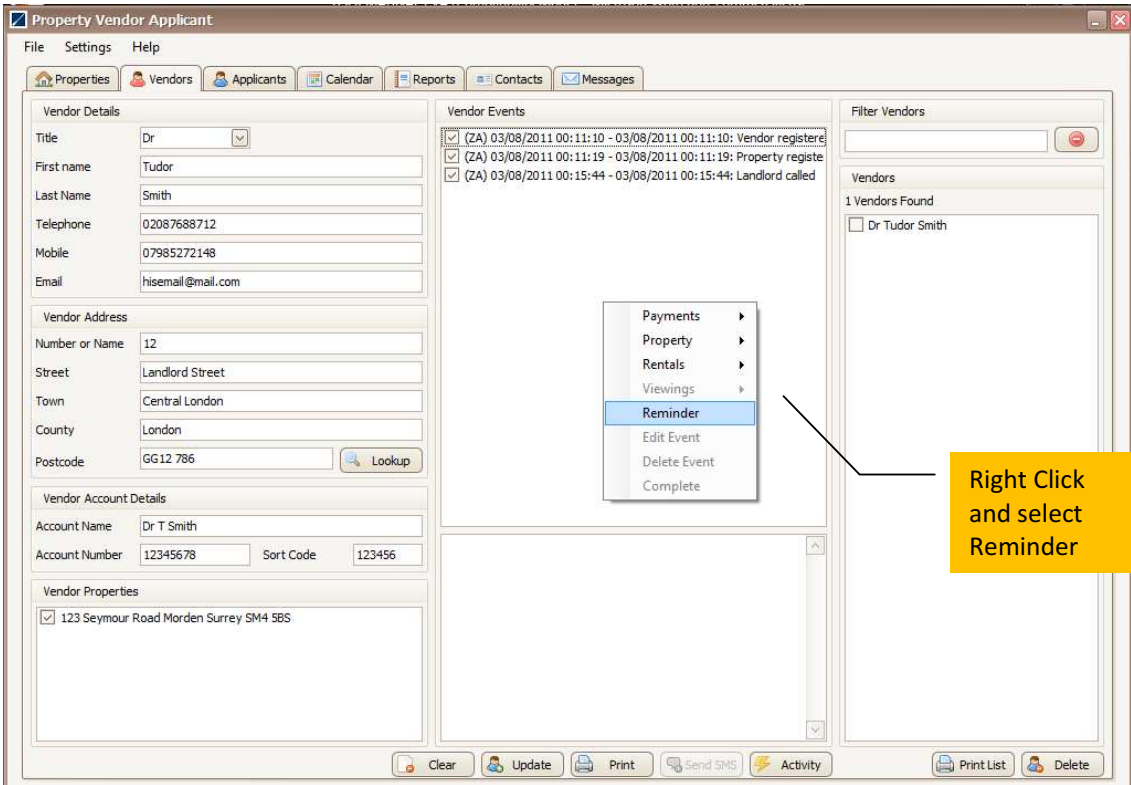 Property Vendor Applicant
File Settings Help
Properties Vendors Applicants Calendar Reports Contacts Messages
Vendor Details
Title Dr
First name Tudor
Last Name Smith
Telephone 02087688712
Mobile 07985272148
Email hisemail@mail.com
Vendor Address
Number or Name 12
Street Landlord Street
Town Central London
County London
Postcode GG12 786 Lookup
Vendor Account Details
Account Name Dr T Smith
Account Number 12345678 Sort Code 123456
Vendor Properties
123 Seymour Road Morden Surrey SM4 5BS
Vendor Events
(ZA) 03/08/2011 00:11:10 - 03/08/2011 00:11:10: Vendor registere
(ZA) 03/08/2011 00:11:19 - 03/08/2011 00:11:19: Property registe
(ZA) 03/08/2011 00:15:44 - 03/08/2011 00:15:44: Landlord called
Payments
Property
Rentals
Viewings
Reminder
Edit Event
Delete Event
Complete
Filter Vendors
Vendors
1 Vendors Found
Dr Tudor Smith
Right Click
and select
Reminder
Clear Update Print Send SMS Activity Print List Delete